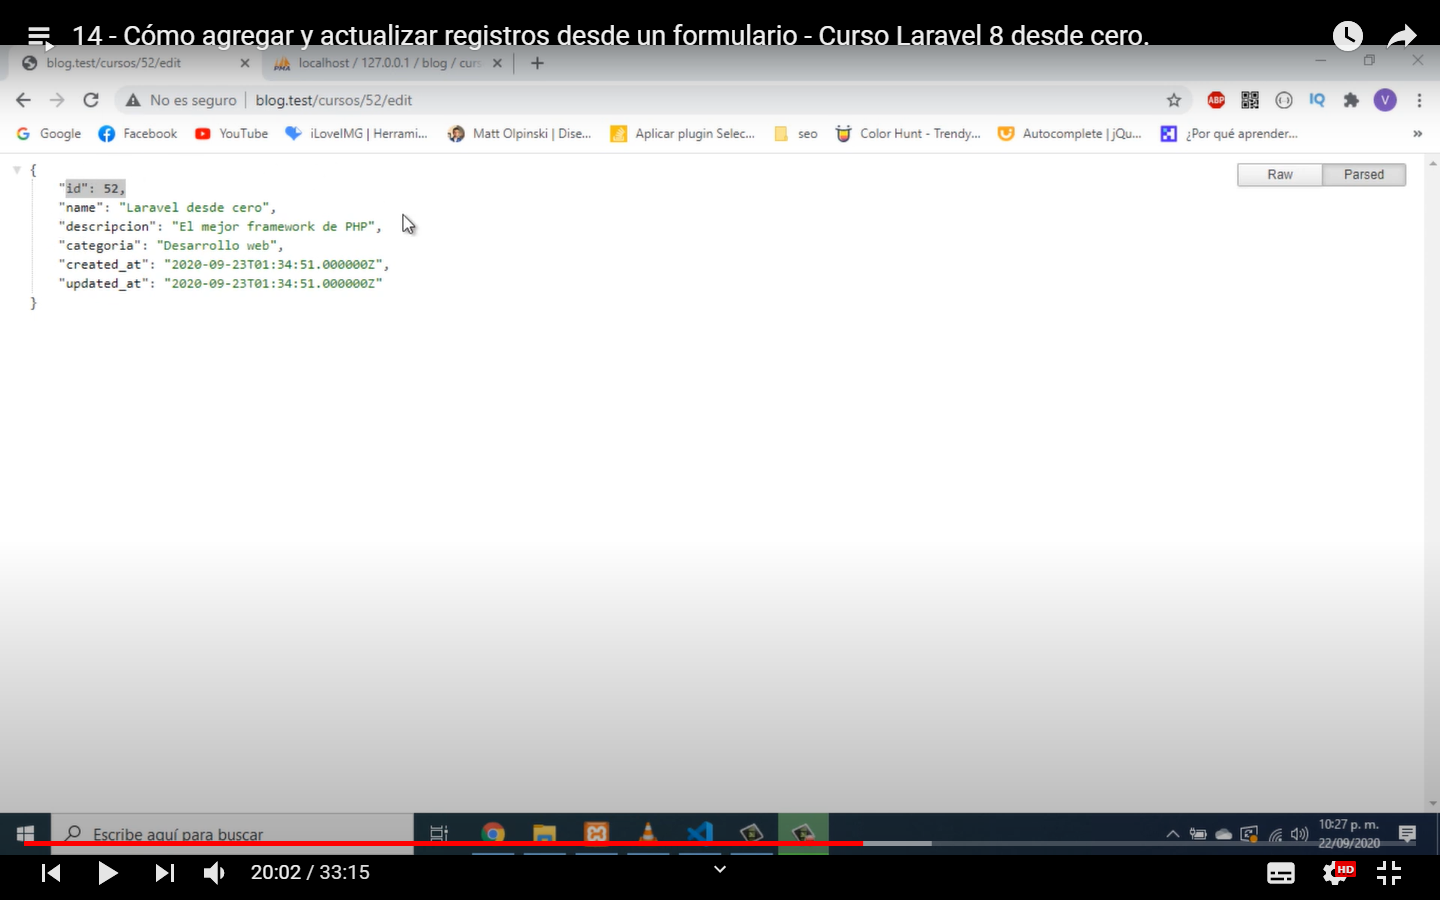 14 - Cómo agregar y actualizar registros desde un formulario - Curso Laravel 8 desde cero.
blog.test/cursos/52/edit
localhost / 127.0.0.1 / blog / curs
No es seguro
blog.test/cursos/52/edit
ABP
IQ
V
Google
Facebook
YouTube
iLoveIMG | Herrami...
Matt Olpinski | Dise...
Aplicar plugin Selec...
seo
Color Hunt - Trendy...
Autocomplete | jQu...
¿Por qué aprender...
»
Raw
Parsed
{
"id": 52,
"name": "Laravel desde cero",
"descripcion": "El mejor framework de PHP",
"categoria": "Desarrollo web",
"created_at": "2020-09-23T01:34:51.000000Z",
"updated_at": "2020-09-23T01:34:51.000000Z"
}
Escribe aquí para buscar
10:27 p. m.
22/09/2020
20:02 / 33:15
HD